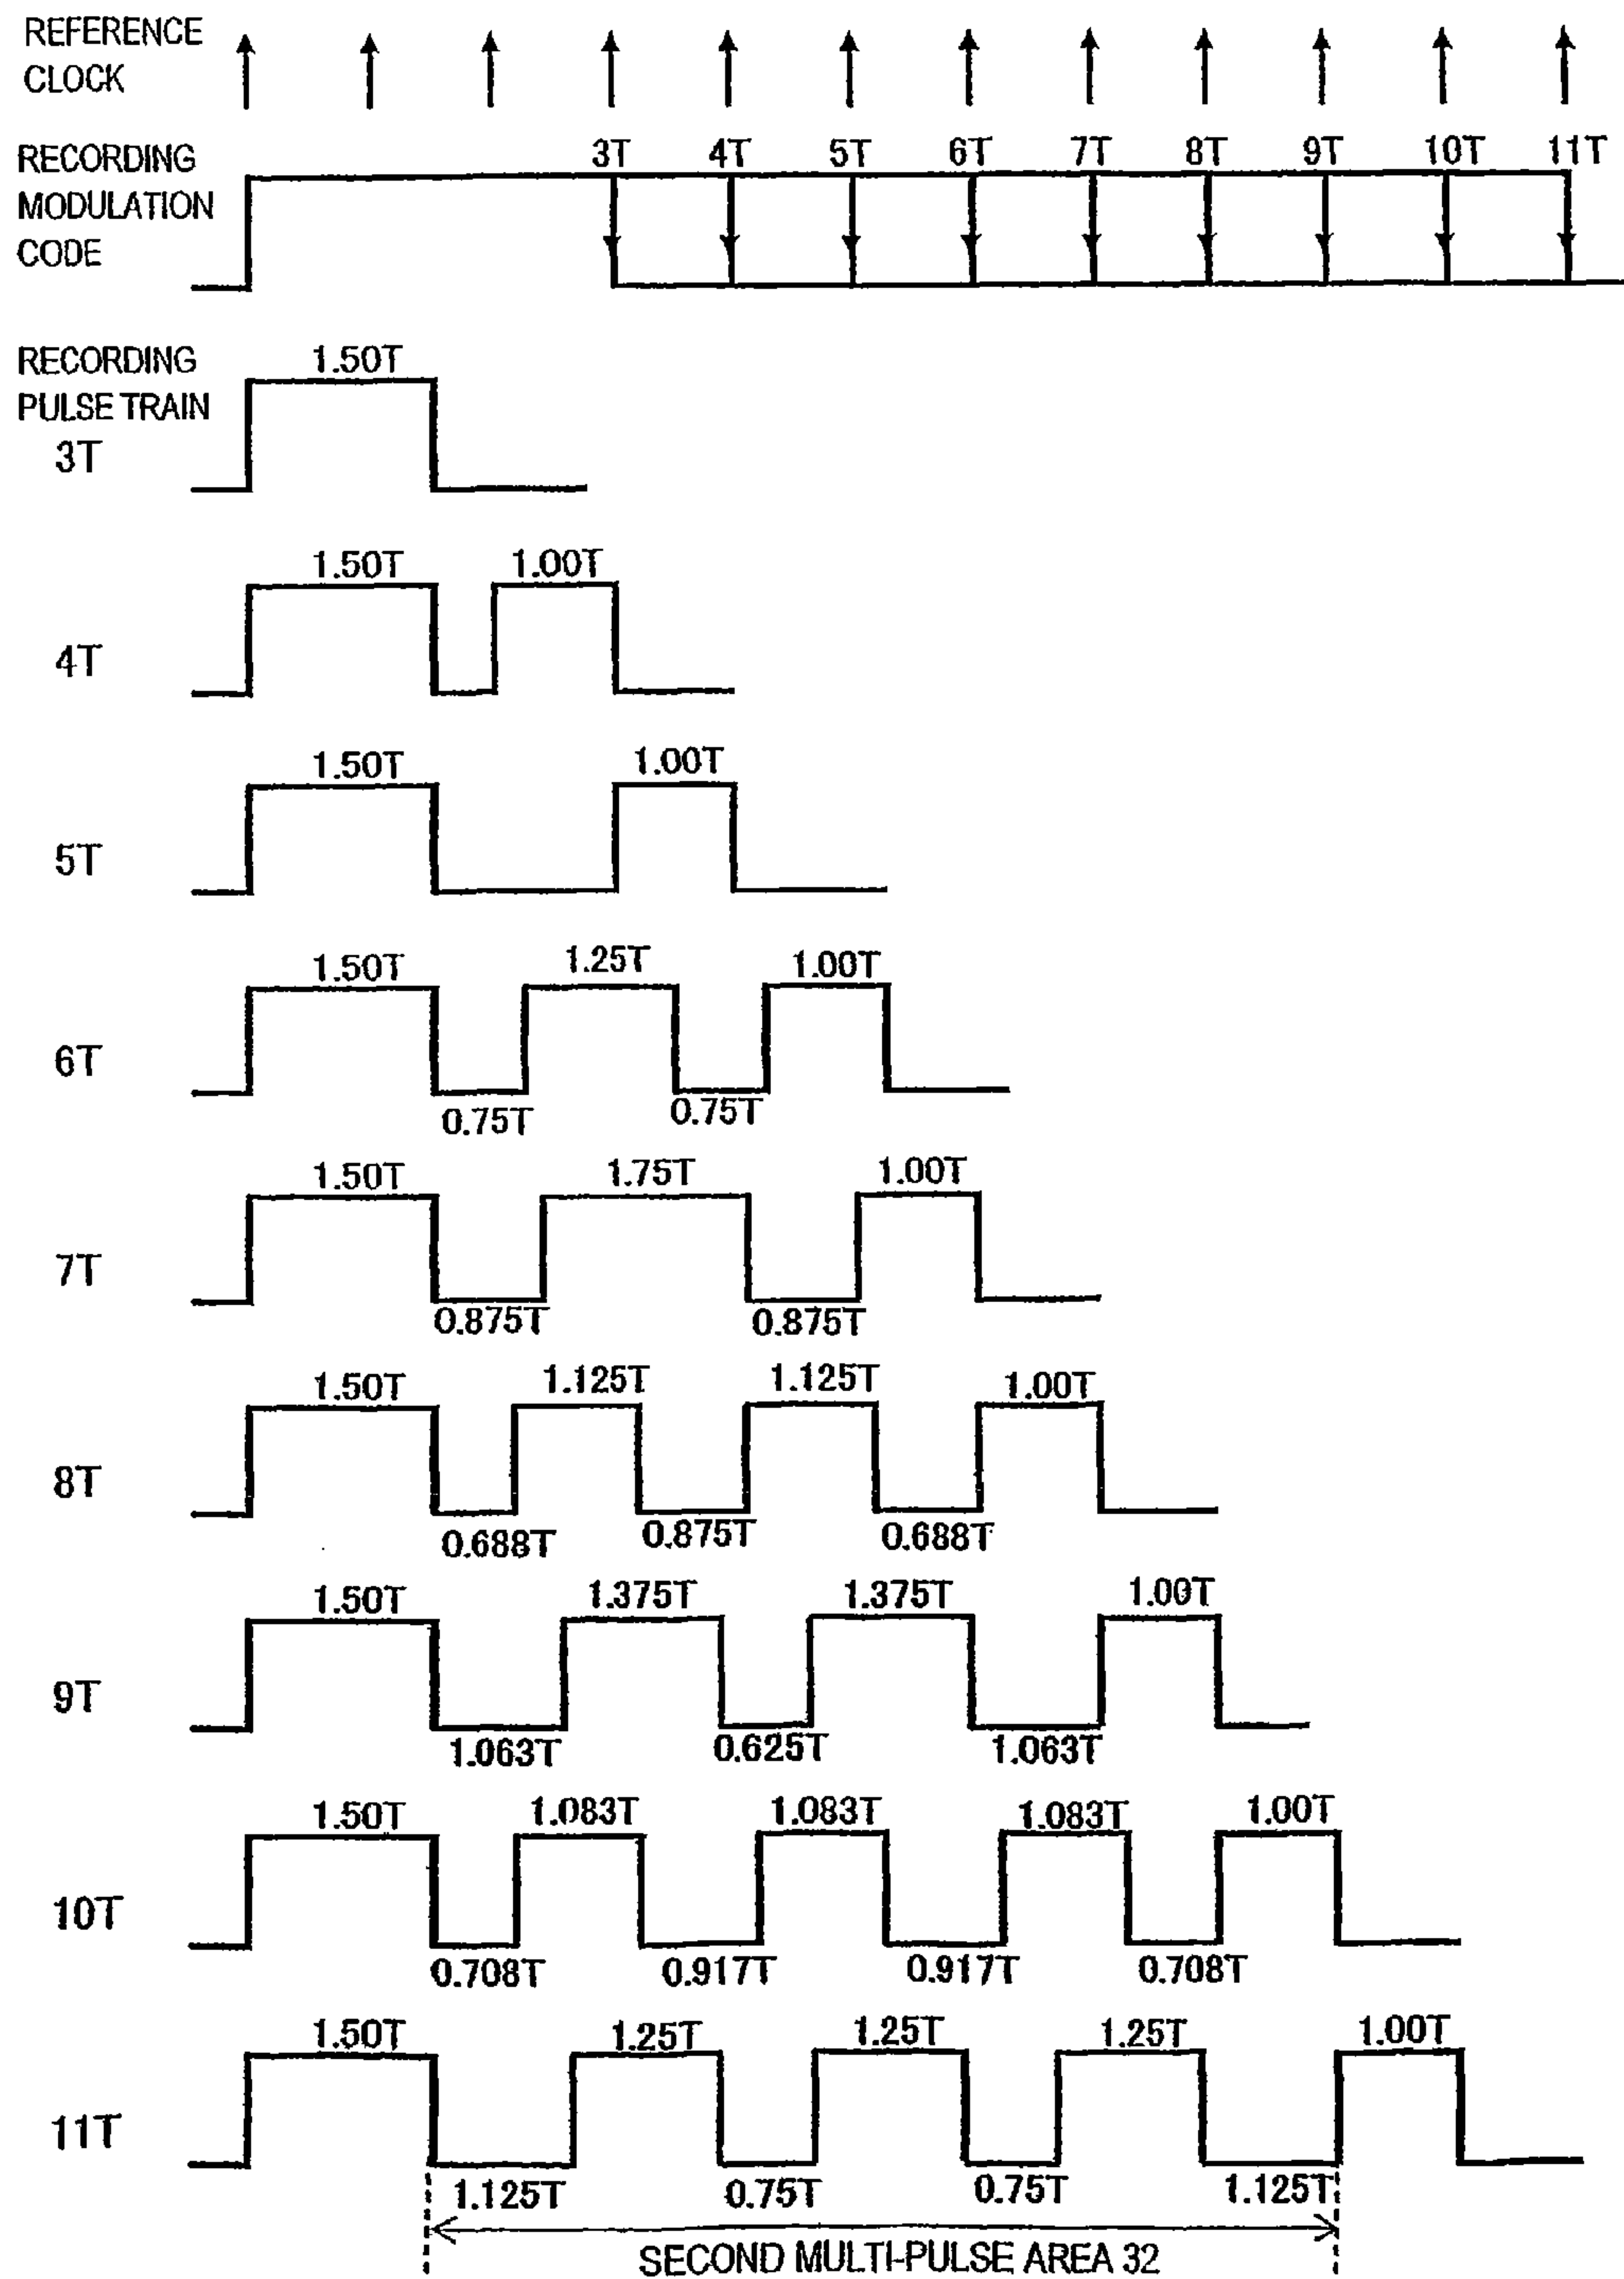 REFERENCE
CLOCK
RECORDING
MODULATION
CODE
3T 4T 5T 6T 7T 8T 9T 10T 11T
RECORDING
PULSE TRAIN
3T
1.50T
4T
1.50T 1.00T
5T
1.50T 1.00T
6T
1.50T 1.25T 1.00T
0.75T 0.75T
7T
1.50T 1.75T 1.00T
0.875T 0.875T
8T
1.50T 1.125T 1.125T 1.00T
0.688T 0.875T 0.688T
9T
1.50T 1.375T 1.375T 1.00T
1.063T 0.625T 1.063T
10T
1.50T 1.083T 1.083T 1.083T 1.00T
0.708T 0.917T 0.917T 0.708T
11T
1.50T 1.25T 1.25T 1.25T 1.00T
1.125T 0.75T 0.75T 1.125T
SECOND MULTI-PULSE AREA 32